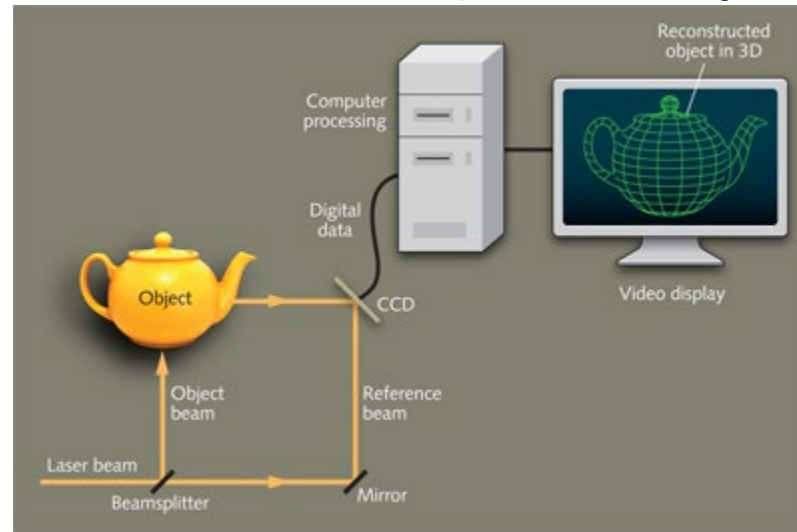 Reconstructed
object in 3D
Computer
processing
Digital
data
Object
CCD
Video display
Object
beam
Reference
beam
Laser beam
Beamsplitter
Mirror